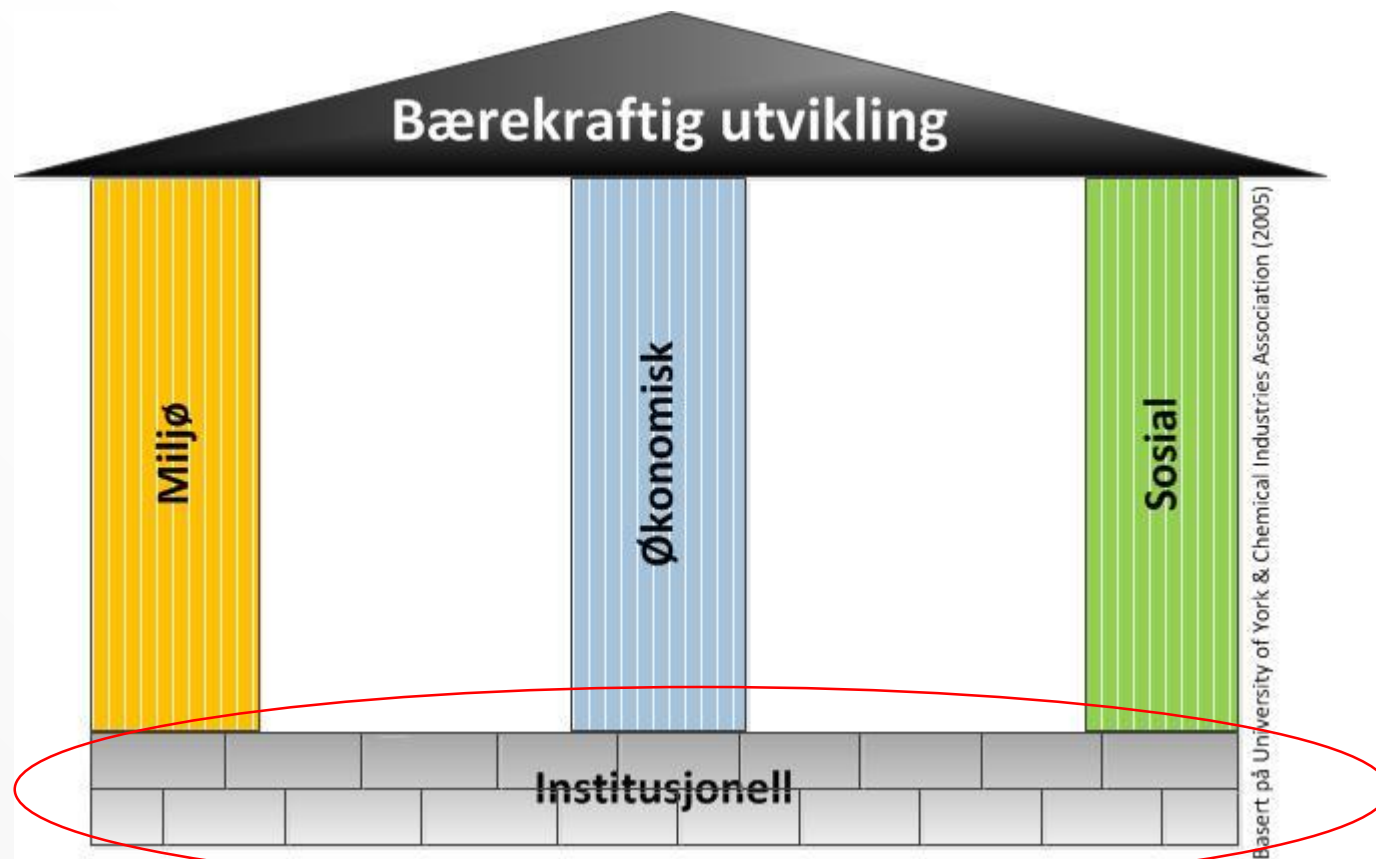 Bærekraftig utvikling
Miljø
Økonomisk
Sosial
Institusjonell
Basert på University of York & Chemical Industries Association (2005)